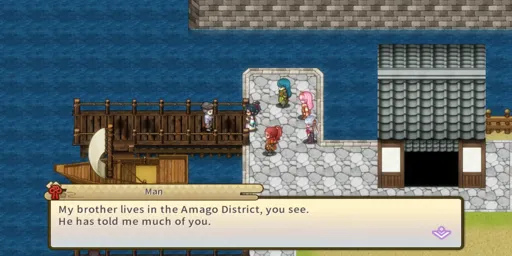 Man
My brother lives in the Amago District, you see.
He has told me much of you.